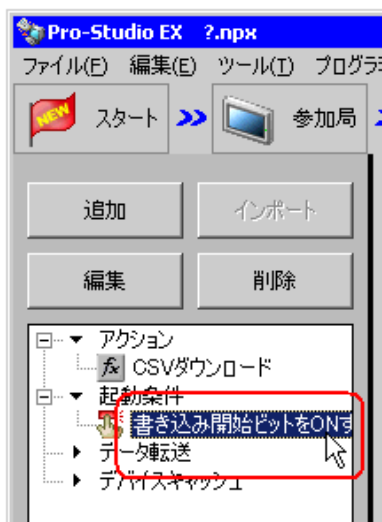 Pro-Studio EX ?.npx
ファイル(F) 編集(E) ツール(T) プログラ
NEW スタート 参加局
追加 インポート
編集 削除
アクション
fx CSVダウンロード
起動条件
書き込み開始ビットをONす
データ転送
デバイスキャッシュ